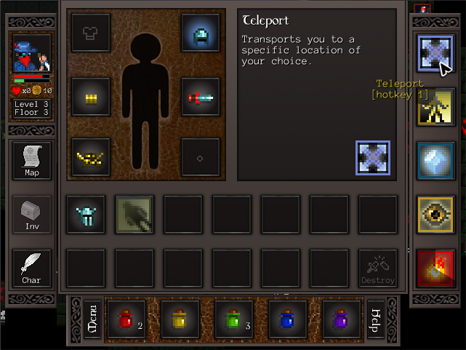 Teleport
Transports you to a
specific location of
your choice.
Teleport
[hotkey 1]
x0 10
Level 3
Floor 3
Map
Inv
Char
Destroy
Menu
2
3
Help